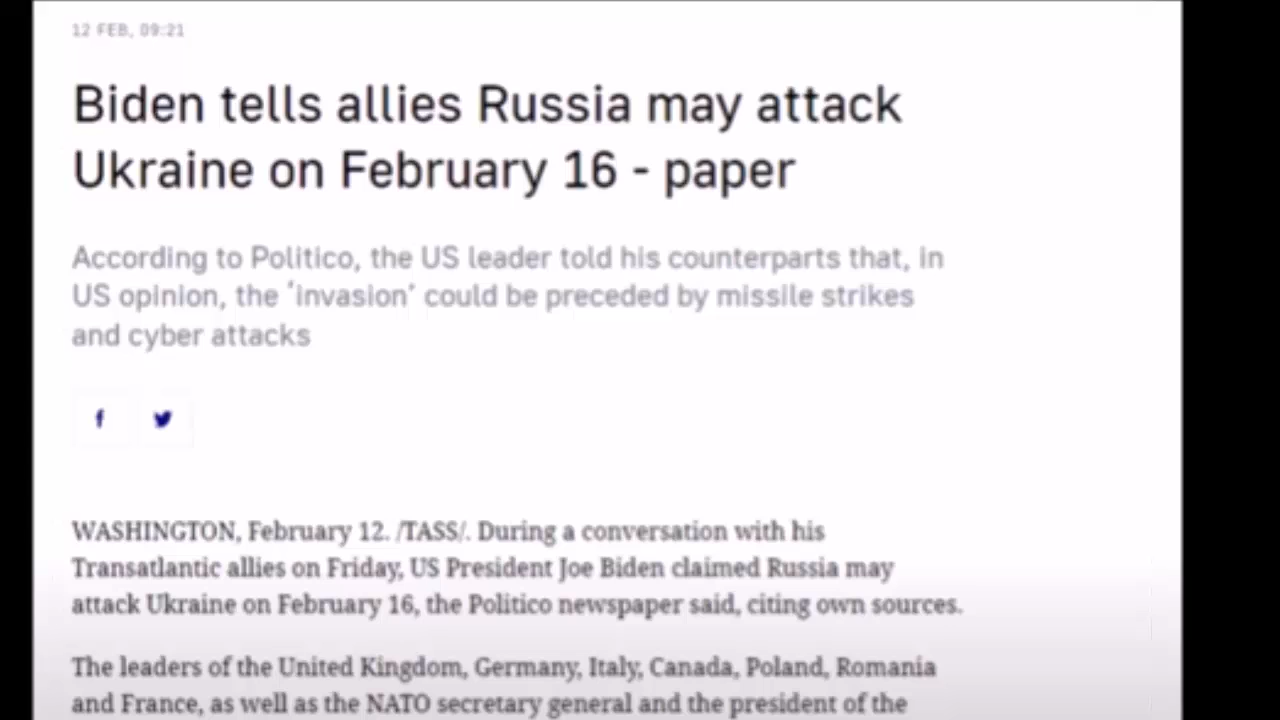 12 FEB, 09:21
Biden tells allies Russia may attack
Ukraine on February 16 - paper
According to Politico, the US leader told his counterparts that, in
US opinion, the ‘invasion’ could be preceded by missile strikes
and cyber attacks
WASHINGTON, February 12. /TASS/. During a conversation with his
Transatlantic allies on Friday, US President Joe Biden claimed Russia may
attack Ukraine on February 16, the Politico newspaper said, citing own sources.
The leaders of the United Kingdom, Germany, Italy, Canada, Poland, Romania
and France, as well as the NATO secretary general and the president of the